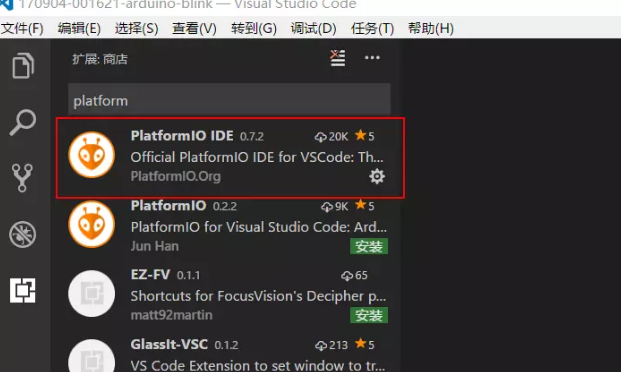 170904-001621-arduino-blink — Visual Studio Code
文件(F) 编辑(E) 选择(S) 查看(V) 转到(G) 调试(D) 任务(T) 帮助(H)
扩展: 商店
platform
PlatformIO IDE 0.7.2 20K 5
Official PlatformIO IDE for VSCode: Th...
PlatformIO.Org
PlatformIO 0.2.2 9K 5
PlatformIO for Visual Studio Code: Ard...
Jun Han 安装
EZ-FV 0.1.1 65
Shortcuts for FocusVision's Decipher p...
matt92martin 安装
GlassIt-VSC 0.1.2 213 5
VS Code Extension to set window to tr...